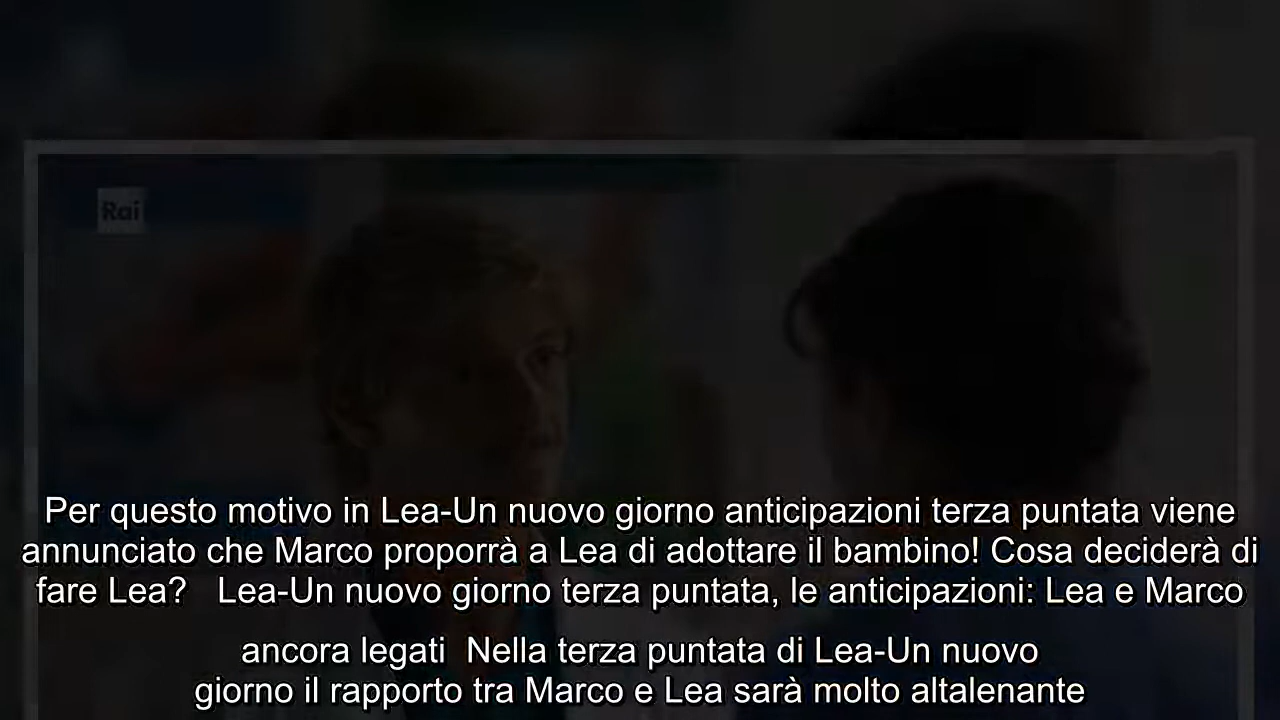 Rai
Per questo motivo in Lea-Un nuovo giorno anticipazioni terza puntata viene
annunciato che Marco proporrà a Lea di adottare il bambino! Cosa deciderà di
fare Lea?   Lea-Un nuovo giorno terza puntata, le anticipazioni: Lea e Marco
ancora legati  Nella terza puntata di Lea-Un nuovo
giorno il rapporto tra Marco e Lea sarà molto altalenante